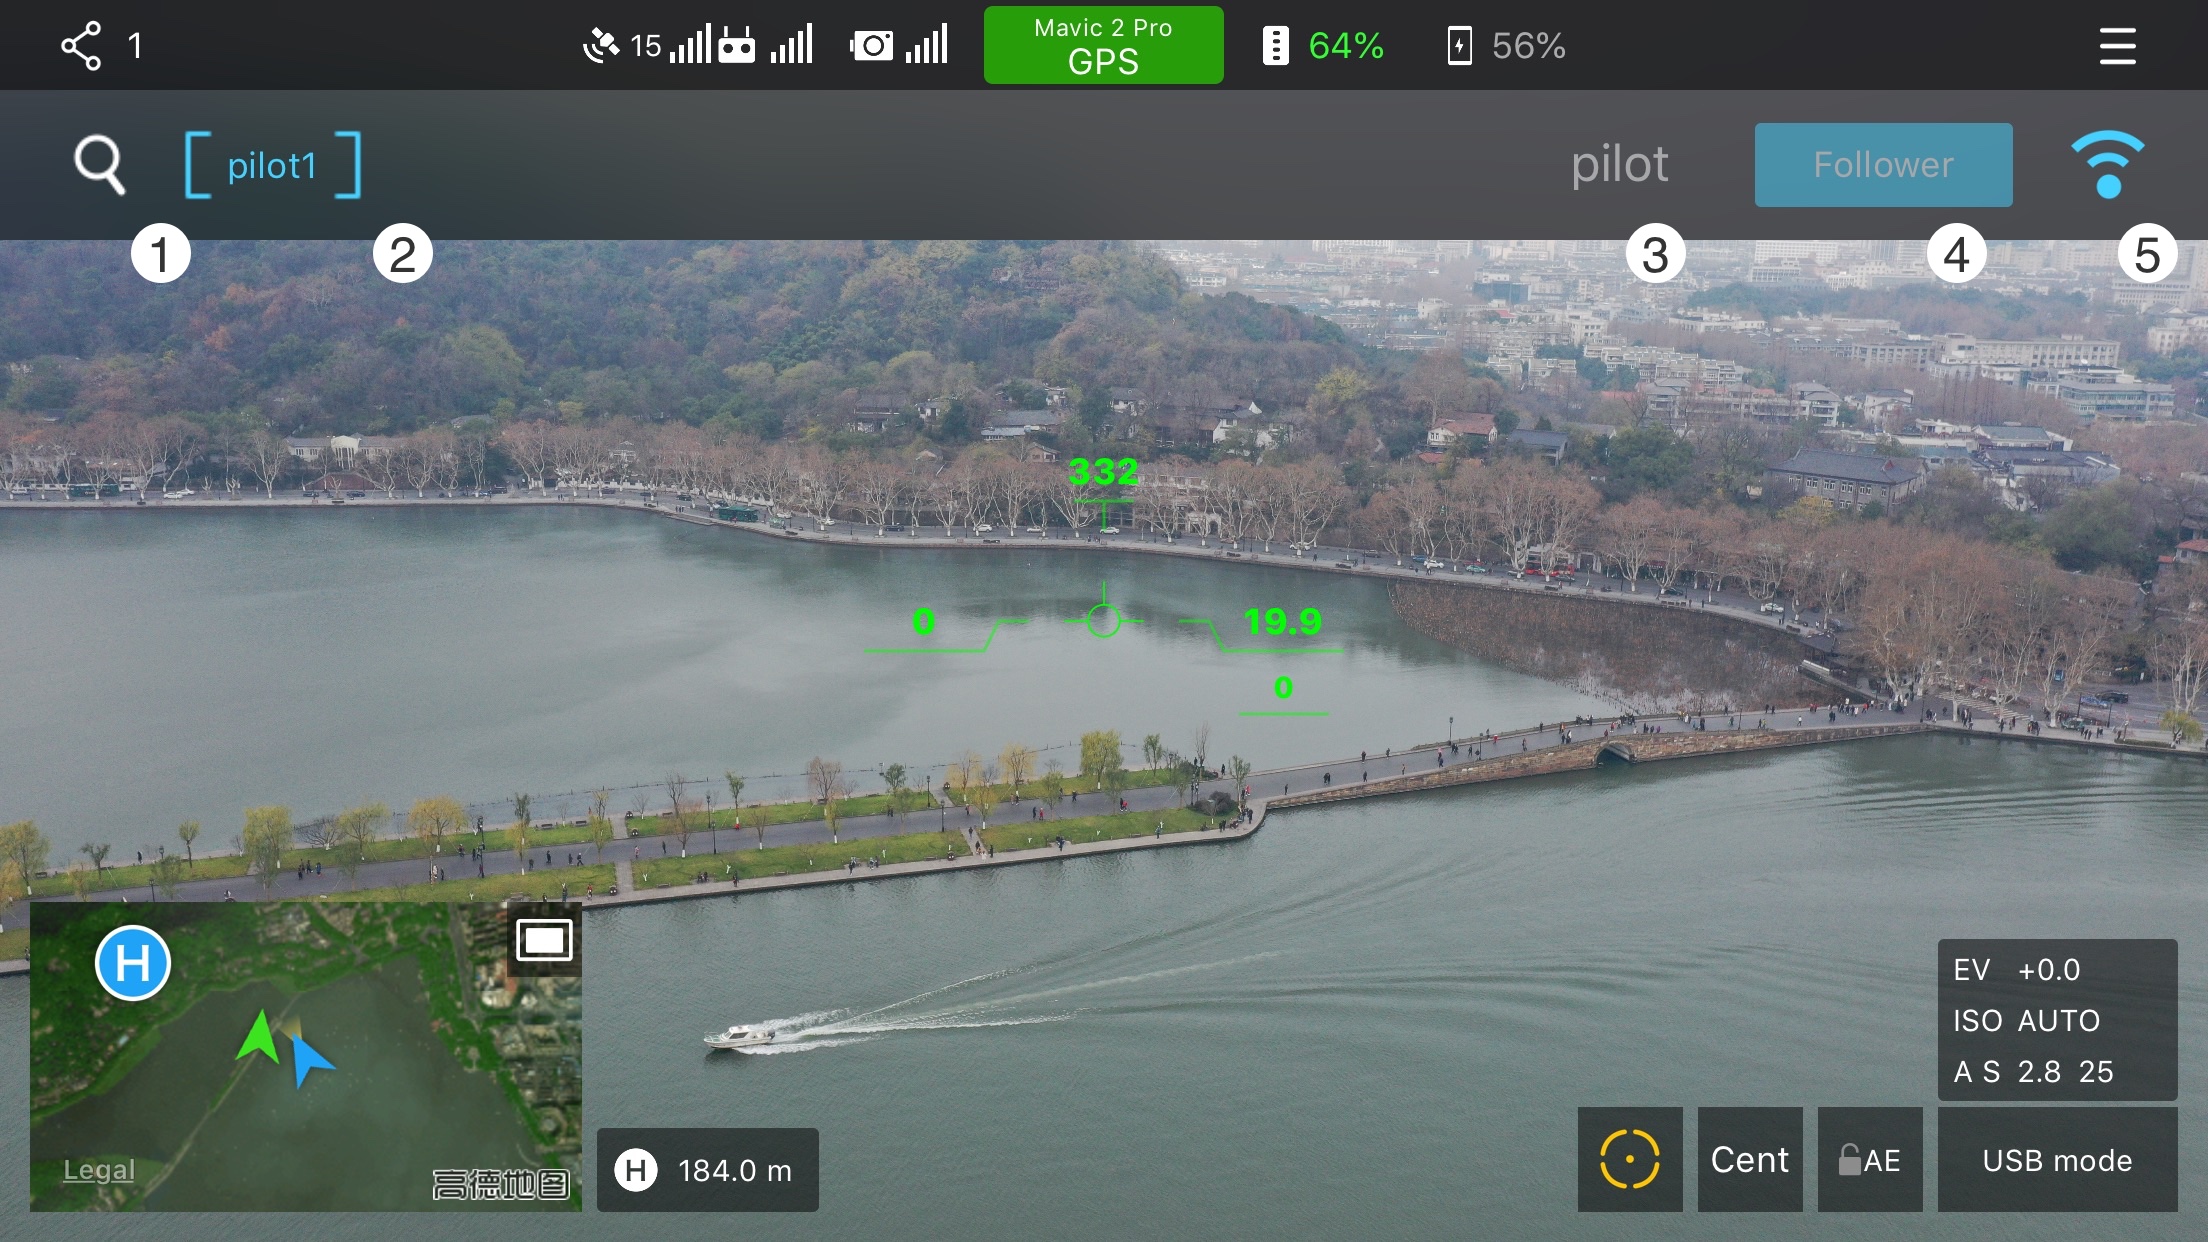 1
15
Mavic 2 Pro
GPS
64%
56%
pilot1
pilot
Follower
1
2
3
4
5
332
0
19.9
0
H
Legal
高德地图
H 184.0 m
EV +0.0
ISO AUTO
A S 2.8 25
Cent
AE
USB mode